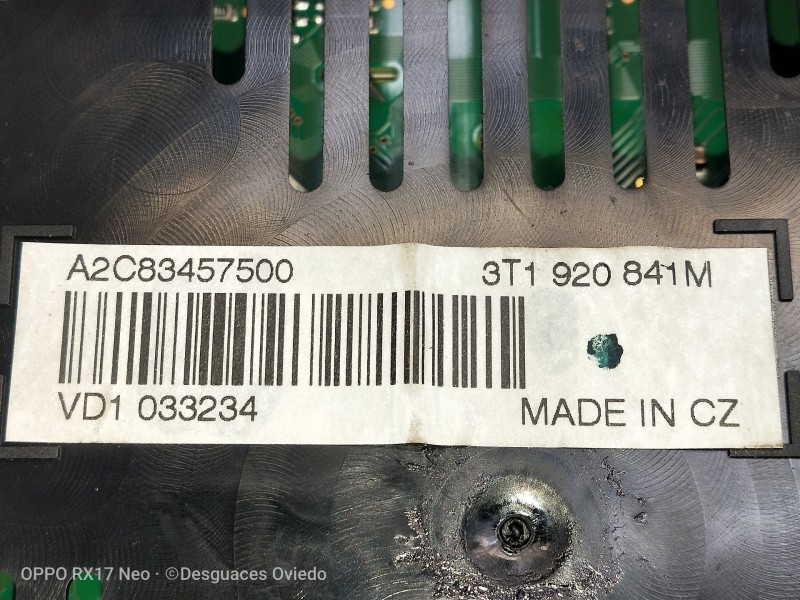 A2C83457500 3T1 920 841M
VD1 033234 MADE IN CZ
OPPO RX17 Neo · ©Desguaces Oviedo